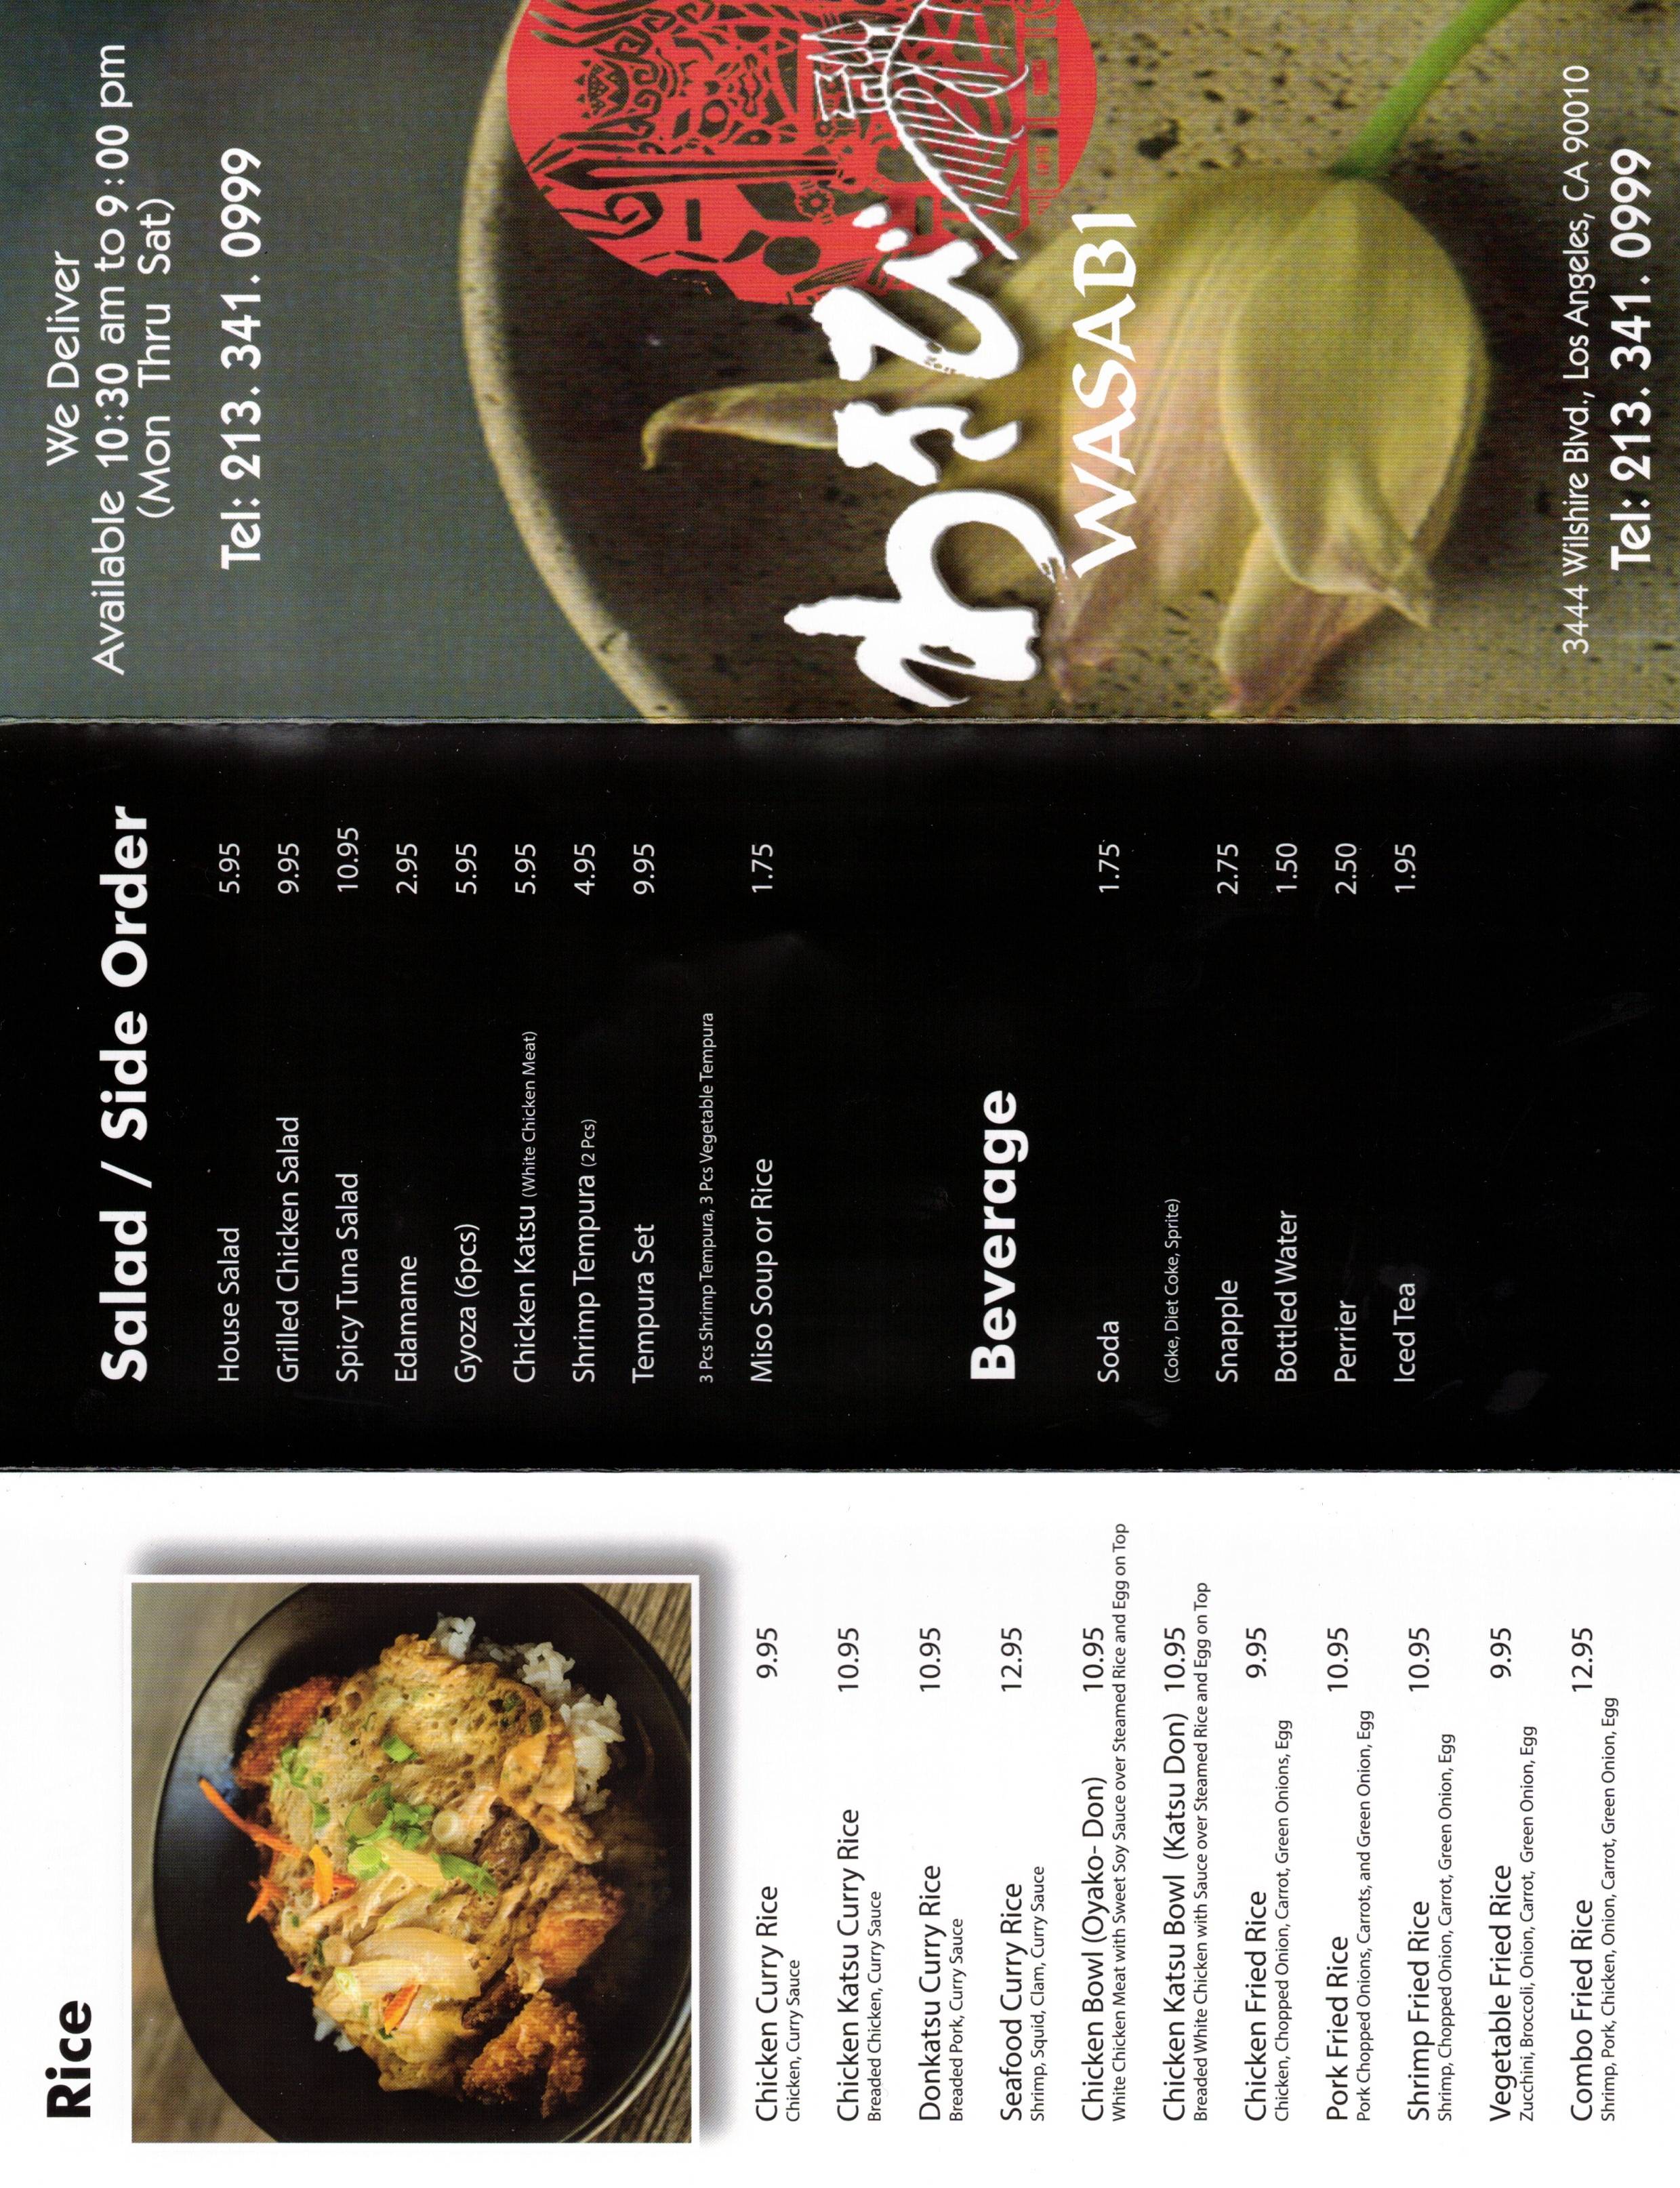 Rice
Chicken Curry Rice 9.95
Chicken, Curry Sauce
Chicken Katsu Curry Rice 10.95
Breaded Chicken, Curry Sauce
Donkatsu Curry Rice 10.95
Breaded Pork, Curry Sauce
Seafood Curry Rice 12.95
Shrimp, Squid, Clam, Curry Sauce
Chicken Bowl (Oyako- Don) 10.95
White Chicken Meat with Sweet Soy Sauce over Steamed Rice and Egg on Top
Chicken Katsu Bowl (Katsu Don) 10.95
Breaded White Chicken with Sauce over Steamed Rice and Egg on Top
Chicken Fried Rice 9.95
Chicken, Chopped Onion, Carrot, Green Onions, Egg
Pork Fried Rice 10.95
Pork Chopped Onions, Carrots, and Green Onion, Egg
Shrimp Fried Rice 10.95
Shrimp, Chopped Onion, Carrot, Green Onion, Egg
Vegetable Fried Rice 9.95
Zucchini, Broccoli, Onion, Carrot, Green Onion, Egg
Combo Fried Rice 12.95
Shrimp, Pork, Chicken, Onion, Carrot, Green Onion, Egg
Salad / Side Order
House Salad 5.95
Grilled Chicken Salad 9.95
Spicy Tuna Salad 10.95
Edamame 2.95
Gyoza (6pcs) 5.95
Chicken Katsu (White Chicken Meat) 5.95
Shrimp Tempura (2 Pcs) 4.95
Tempura Set 9.95
3 Pcs Shrimp Tempura, 3 Pcs Vegetable Tempura
Miso Soup or Rice 1.75
Beverage
Soda 1.75
(Coke, Diet Coke, Sprite)
Snapple 2.75
Bottled Water 1.50
Perrier 2.50
Iced Tea 1.95
We Deliver
Available 10:30 am to 9:00 pm
(Mon Thru Sat)
Tel: 213. 341. 0999
わさび
WASABI
3444 Wilshire Blvd., Los Angeles, CA 90010
Tel: 213. 341. 0999